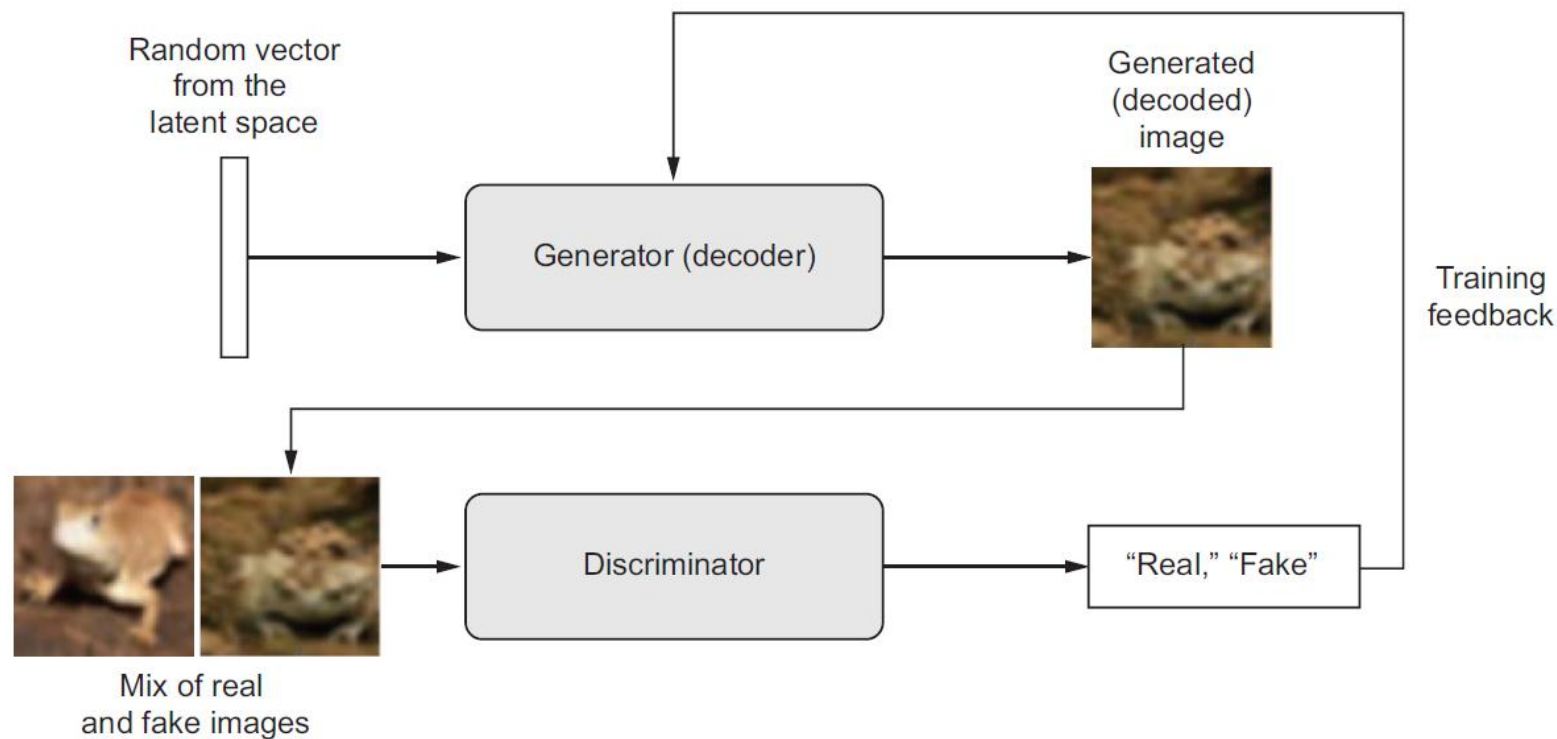 Random vector
from the
latent space
Generated
(decoded)
image
Generator (decoder)
Training
feedback
Discriminator
“Real,” “Fake”
Mix of real
and fake images